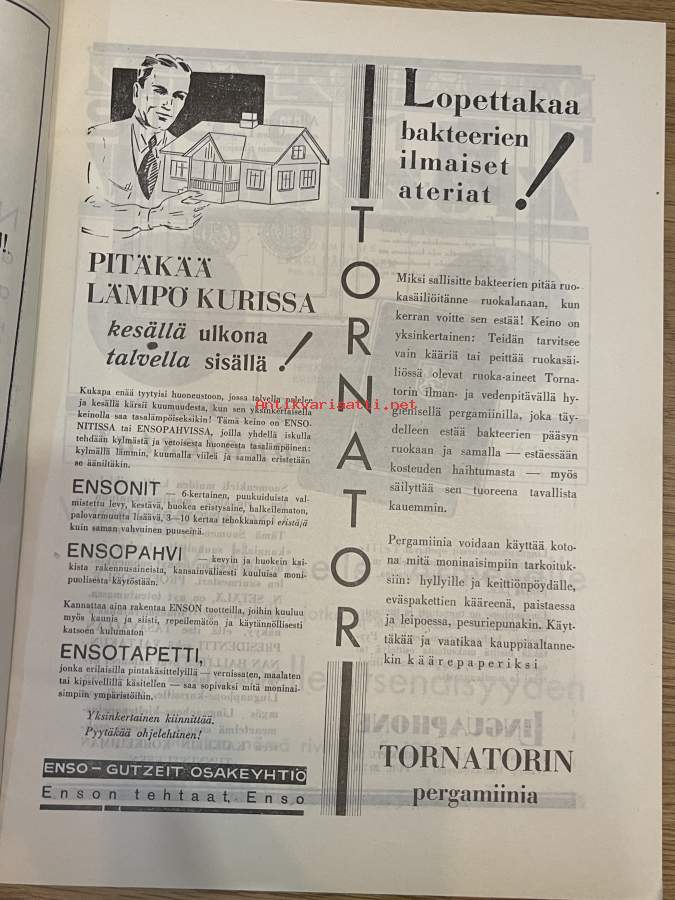 PITÄKÄÄ
LÄMPÖ KURISSA
kesällä ulkona
talvella sisällä !
Kukapa enää tyytyisi huoneustoon, jossa talvella palelee
ja kesällä kärsii kuumuudesta, kun sen yksinkertaisella
keinolla saa tasalämpöiseksikin! Tämä keino on ENSO-
NITISSA tai ENSOPAHVISSA, joilla yhdellä iskulla
tehdään kylmästä ja vetoisesta huoneesta tasalämpöinen:
kylmällä lämmin, kuumalla viileä ja samalla eristetään
se ääniltäkin.
ENSONIT — 6-kertainen, puukuiduista val-
mistettu levy, kestävä, huokea eristysaine, halkeilematon,
palovarmuutta lisäävä, 3—10 kertaa tehokkaampi eristäjä
kuin saman vahvuinen puuseinä.
ENSOPAHVI — kevyin ja huokein kai-
kista rakennusaineista, kansainvälisesti kuuluisa moni-
puolisesta käytöstään.
Kannattaa aina rakentaa ENSON tuotteilla, joihin kuuluu
myös kaunis ja siisti, repeilemätön ja käytännöllisesti
katsoen kulumaton
ENSOTAPETTI,
jonka erilaisilla pintakäsittelyillä — vernissaten, maalaten
tai kipsivellillä käsitellen — saa sopivaksi mitä moninai-
simpiin ympäristöihin.
Yksinkertainen kiinnittää.
Pyytäkää ohjelehtinen!
ENSO-GUTZEIT OSAKEYHTIÖ
Enson tehtaat, Enso
TORNATOR
Lopettakaa
bakteerien
ilmaiset
ateriat !
Miksi sallisitte bakteerien pitää ruo-
kasäiliöitänne ruokalanaan, kun
kerran voitte sen estää! Keino on
yksinkertainen: Teidän tarvitsee
vain kääriä tai peittää ruokasäi-
liössä olevat ruoka-aineet Torna-
torin ilman- ja vedenpitävällä hy-
gienisellä pergamiinilla, joka täy-
delleen estää bakteerien pääsyn
ruokaan ja samalla — estäessään
kosteuden haihtumasta — myös
säilyttää sen tuoreena tavallista
kauemmin.
Pergamiinia voidaan käyttää koto-
na mitä moninaisimpiin tarkoituk-
siin: hyllyille ja keittiönpöydälle,
eväspakettien kääreenä, paistaessa
ja leipoessa, pesuriepunakin. Käyt-
täkää ja vaatikaa kauppiaaltanne-
kin käärepaperiksi
TORNATORIN
pergamiinia
Antikvariaatti.net
LINGUAPHONE